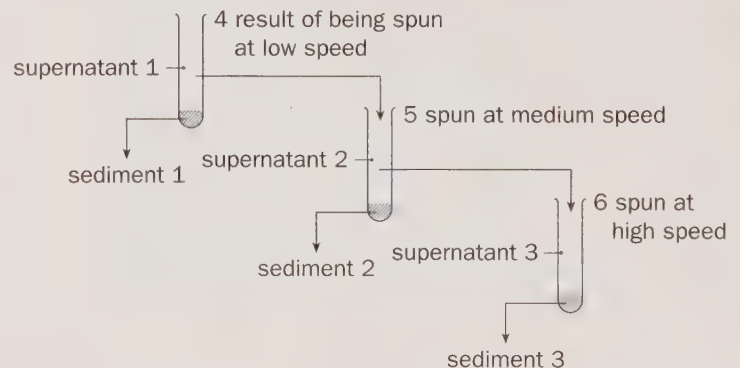 4 result of being spun
at low speed
supernatant 1
sediment 1
5 spun at medium speed
supernatant 2
sediment 2
6 spun at
high speed
supernatant 3
sediment 3